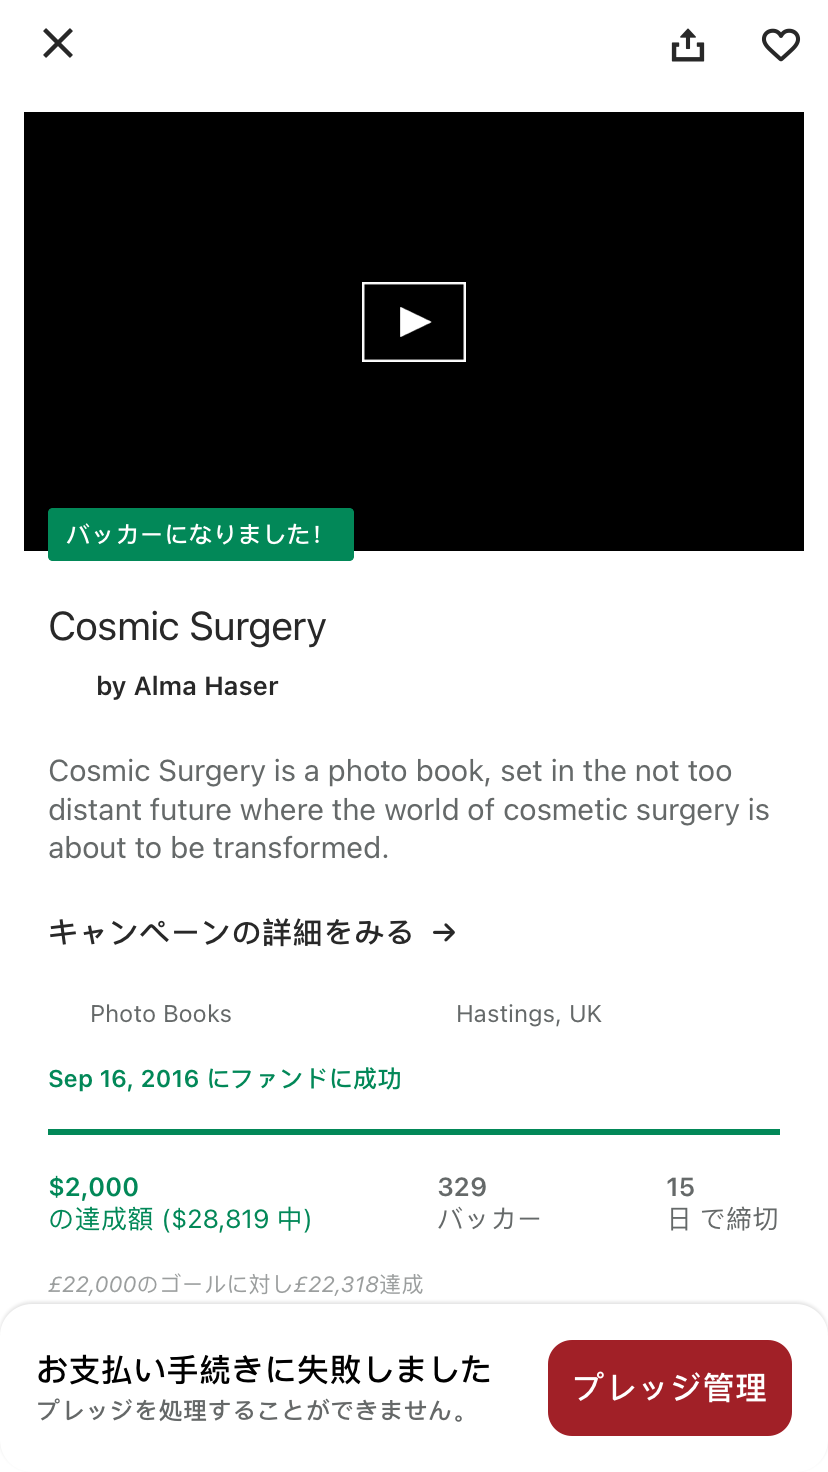 バッカーになりました!
Cosmic Surgery
by Alma Haser
Cosmic Surgery is a photo book, set in the not too
distant future where the world of cosmetic surgery is
about to be transformed.
キャンペーンの詳細をみる →
Photo Books
Hastings, UK
Sep 16, 2016 にファンドに成功
$2,000
の達成額 ($28,819 中)
329
バッカー
15
日 で締切
£22,000のゴールに対し£22,318達成
お支払い手続きに失敗しました
プレッジを処理することができません。
プレッジ管理